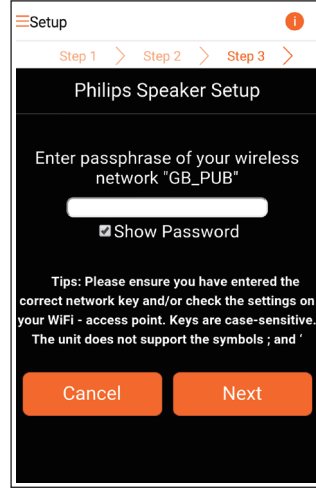 Setup
i
Step 1 Step 2 Step 3
Philips Speaker Setup
Enter passphrase of your wireless
network "GB_PUB"
Show Password
Tips: Please ensure you have entered the
correct network key and/or check the settings on
your WiFi - access point. Keys are case-sensitive.
The unit does not support the symbols ; and ‘
Cancel Next